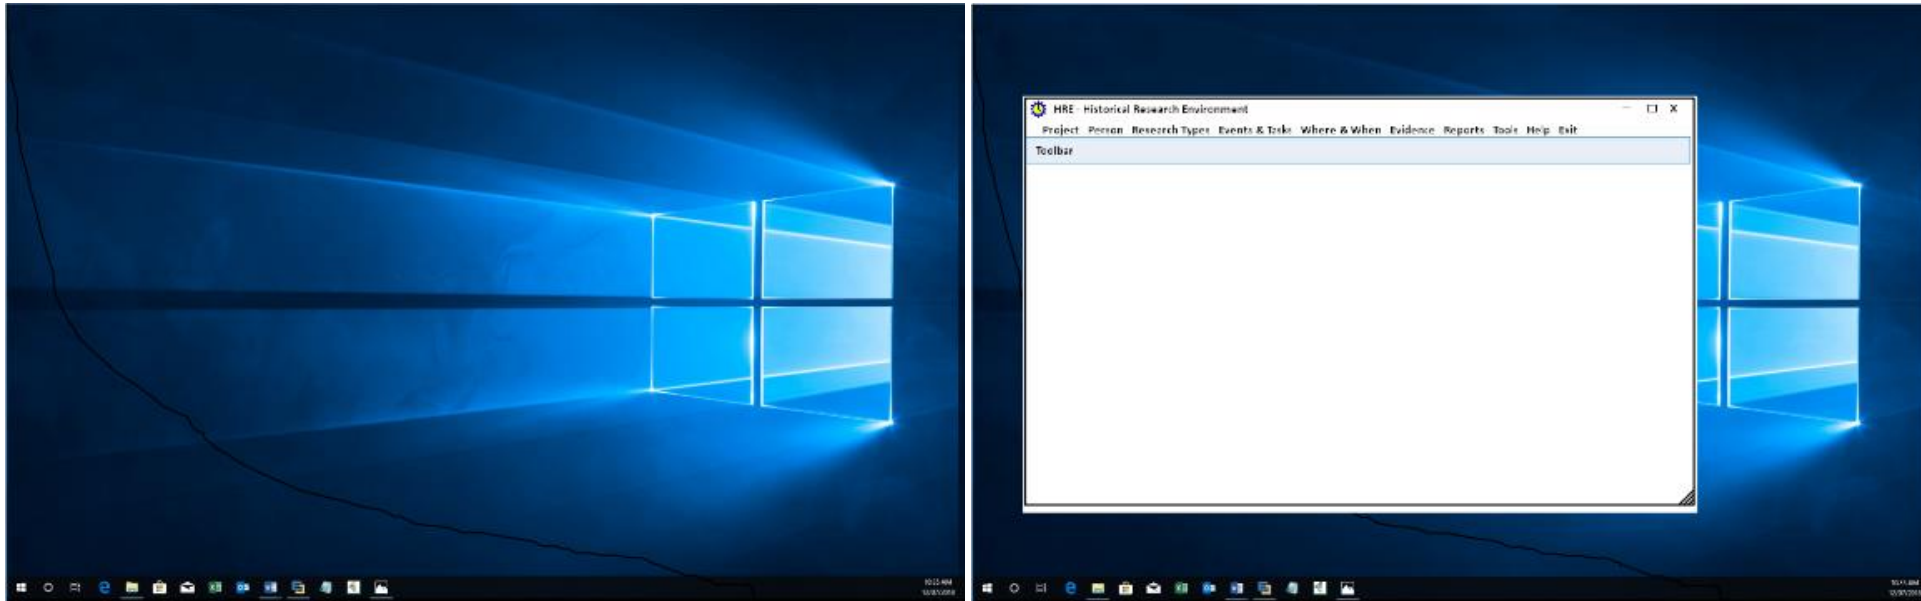 HRE - Historical Research Environment
Project Person Research Types Events & Tasks Where & When Evidence Reports Tools Help Exit
Toolbar